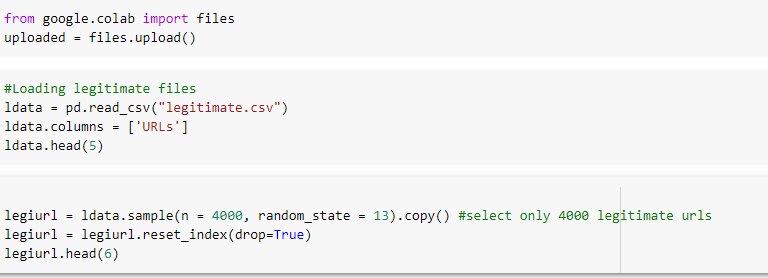 from google.colab import files
uploaded = files.upload()
#Loading legitimate files
ldata = pd.read_csv("legitimate.csv")
ldata.columns = ['URLs']
ldata.head(5)
legiurl = ldata.sample(n = 4000, random_state = 13).copy() #select only 4000 legitimate urls
legiurl = legiurl.reset_index(drop=True)
legiurl.head(6)